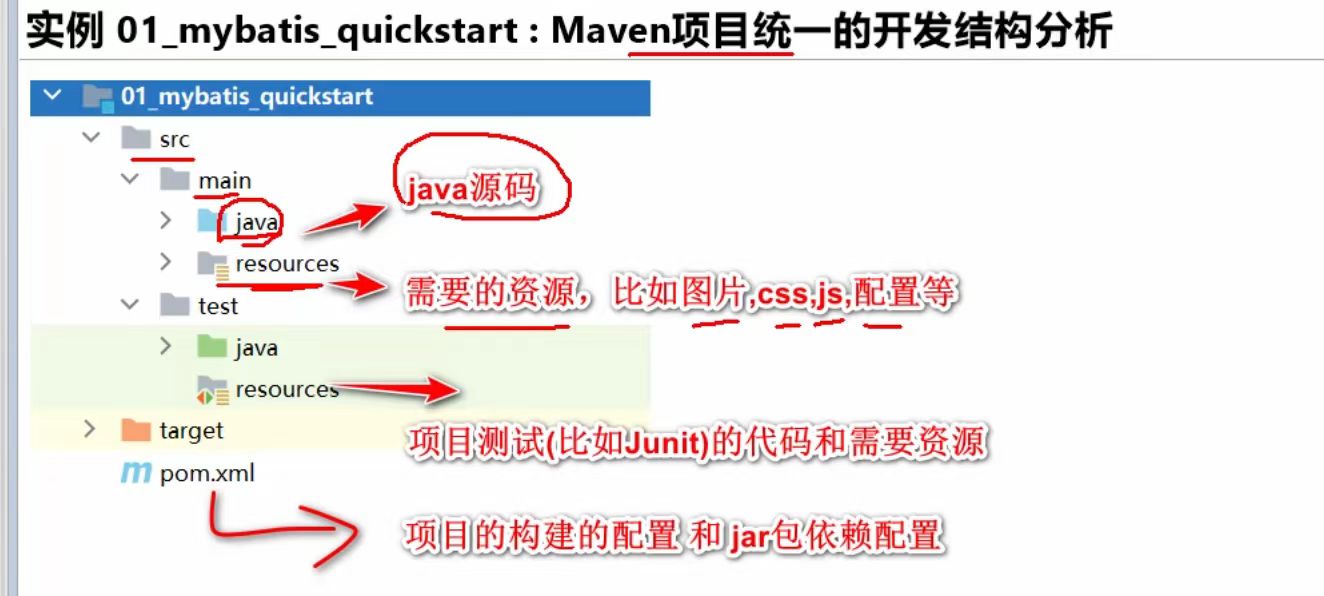 实例 01_mybatis_quickstart : Maven项目统一的开发结构分析
01_mybatis_quickstart
src
main
java源码
java
resources
需要的资源，比如图片,css,js,配置等
test
java
resources
target
项目测试(比如Junit)的代码和需要资源
pom.xml
项目的构建的配置 和 jar包依赖配置